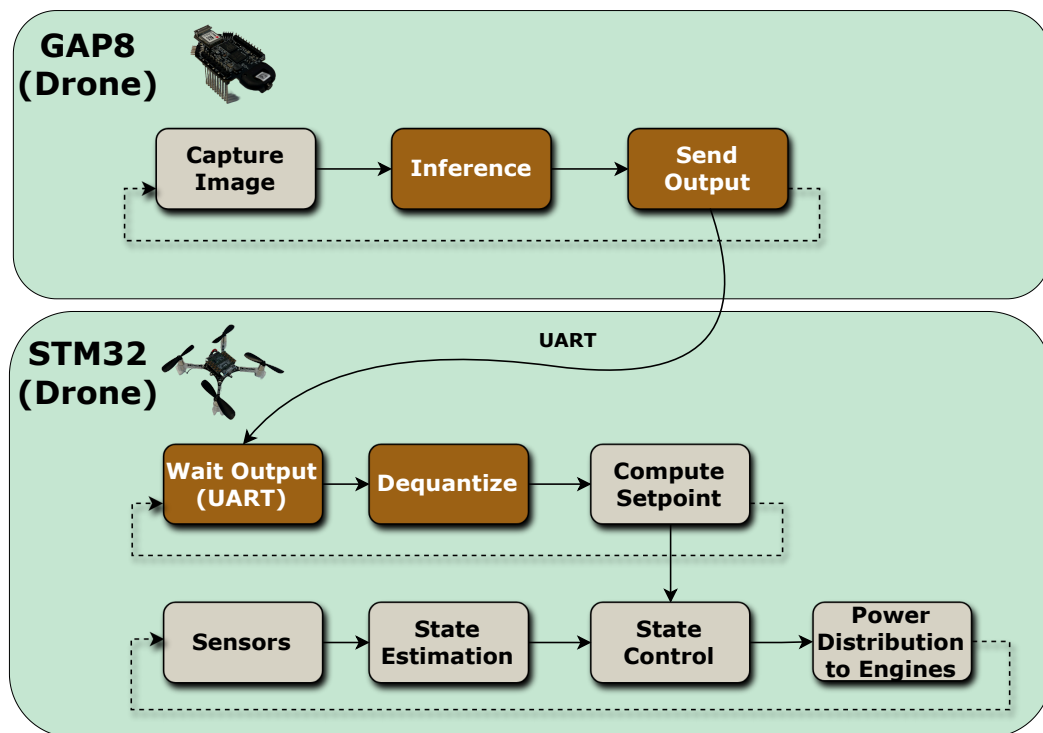 GAP8
(Drone)
Capture
Image
Inference
Send
Output
UART
STM32
(Drone)
Wait Output
(UART)
Dequantize
Compute
Setpoint
Sensors
State
Estimation
State
Control
Power
Distribution
to Engines